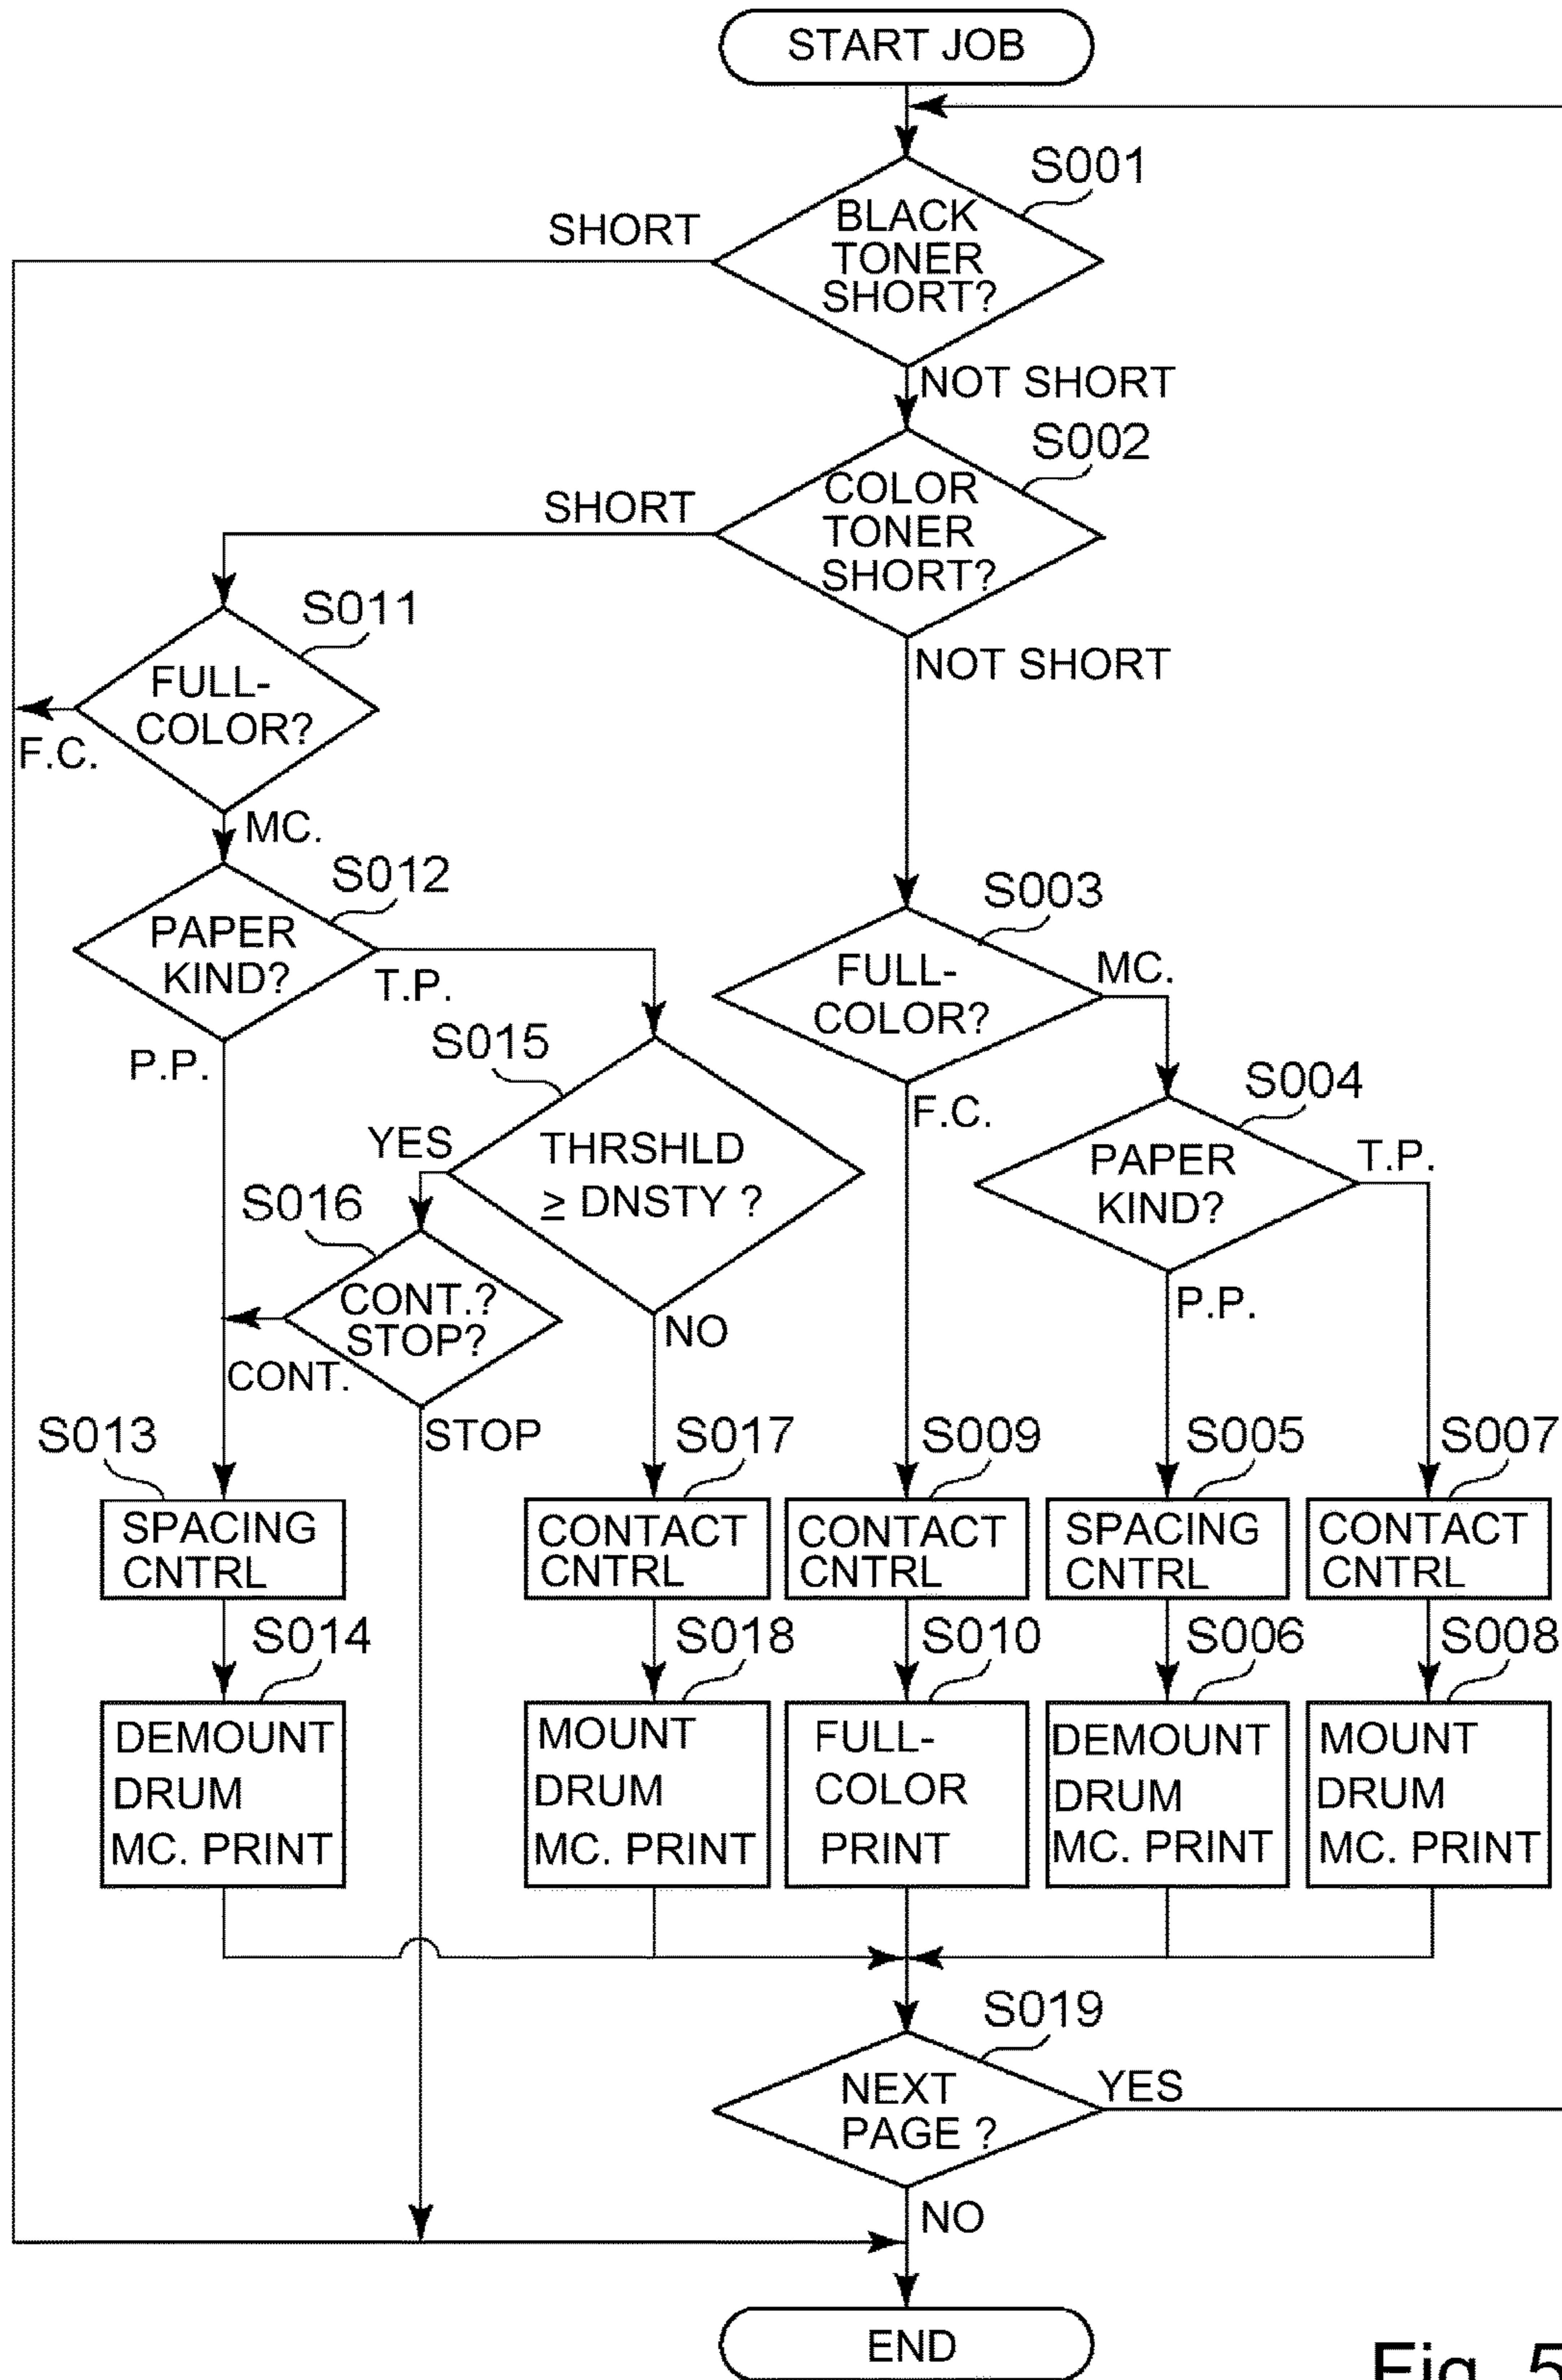 START JOB
S001
SHORT
BLACK
TONER
SHORT?
NOT SHORT
S002
SHORT
COLOR
TONER
SHORT?
NOT SHORT
S011
FULL-
COLOR?
F.C.
MC.
S012
PAPER
KIND?
T.P.
P.P.
S003
FULL-
COLOR?
MC.
F.C.
S015
YES
THRSHLD
≥ DNSTY ?
NO
S004
PAPER
KIND?
T.P.
P.P.
S016
CONT.?
STOP?
CONT.
STOP
S013
SPACING
CNTRL
S017
CONTACT
CNTRL
S009
CONTACT
CNTRL
S005
SPACING
CNTRL
S007
CONTACT
CNTRL
S014
DEMOUNT
DRUM
MC. PRINT
S018
MOUNT
DRUM
MC. PRINT
S010
FULL-
COLOR
PRINT
S006
DEMOUNT
DRUM
MC. PRINT
S008
MOUNT
DRUM
MC. PRINT
S019
NEXT
PAGE ?
YES
NO
END
Fig. 5